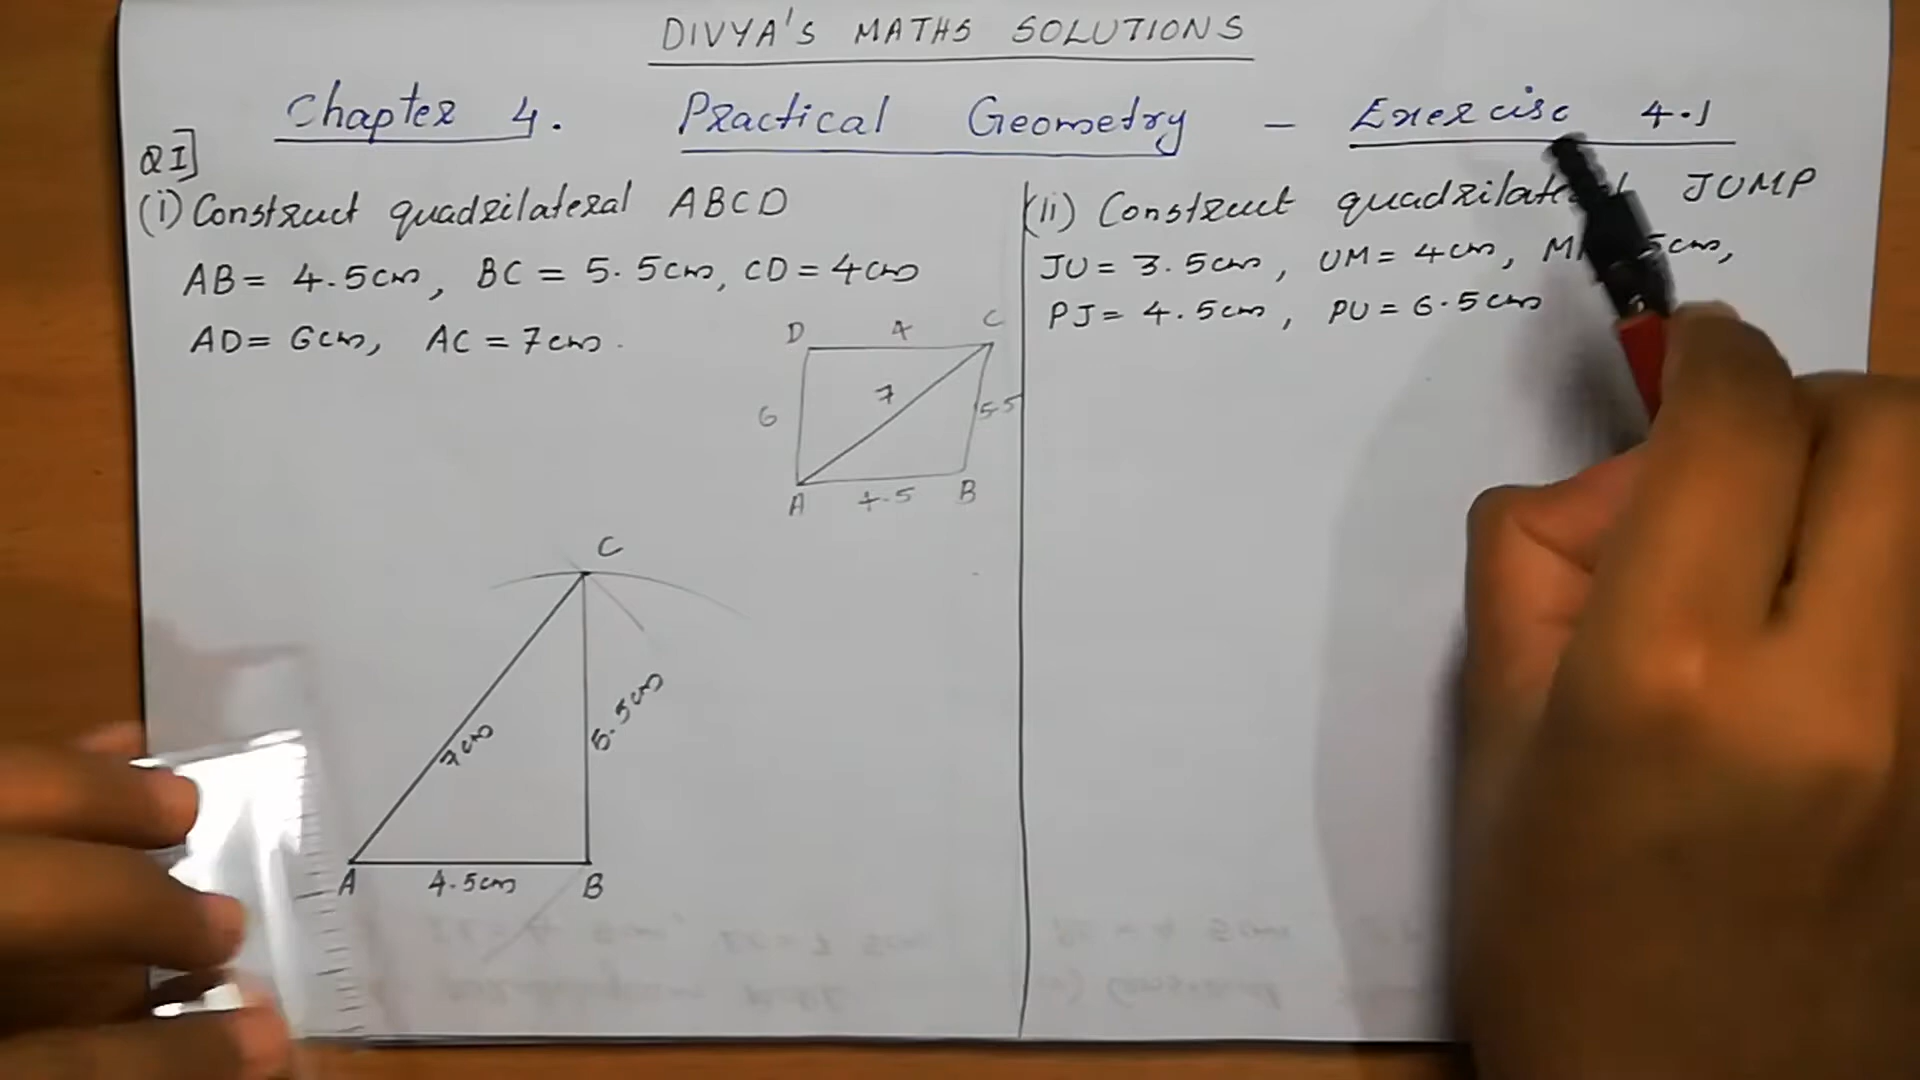 DIVYA'S MATHS SOLUTIONS
Chapter 4. Practical Geometry - Exercise 4.1
Q1]
(i) Construct quadrilateral ABCD
AB = 4.5cm, BC = 5.5cm, CD = 4cm
AD = 6cm, AC = 7cm.
D 4 C
7
6 5.5
A 4.5 B
C
7cm 5.5cm
A 4.5cm B
(ii) Construct JUMP
JU = 3.5cm, UM = 4cm, 5cm,
PJ = 4.5cm, PU = 6.5cm